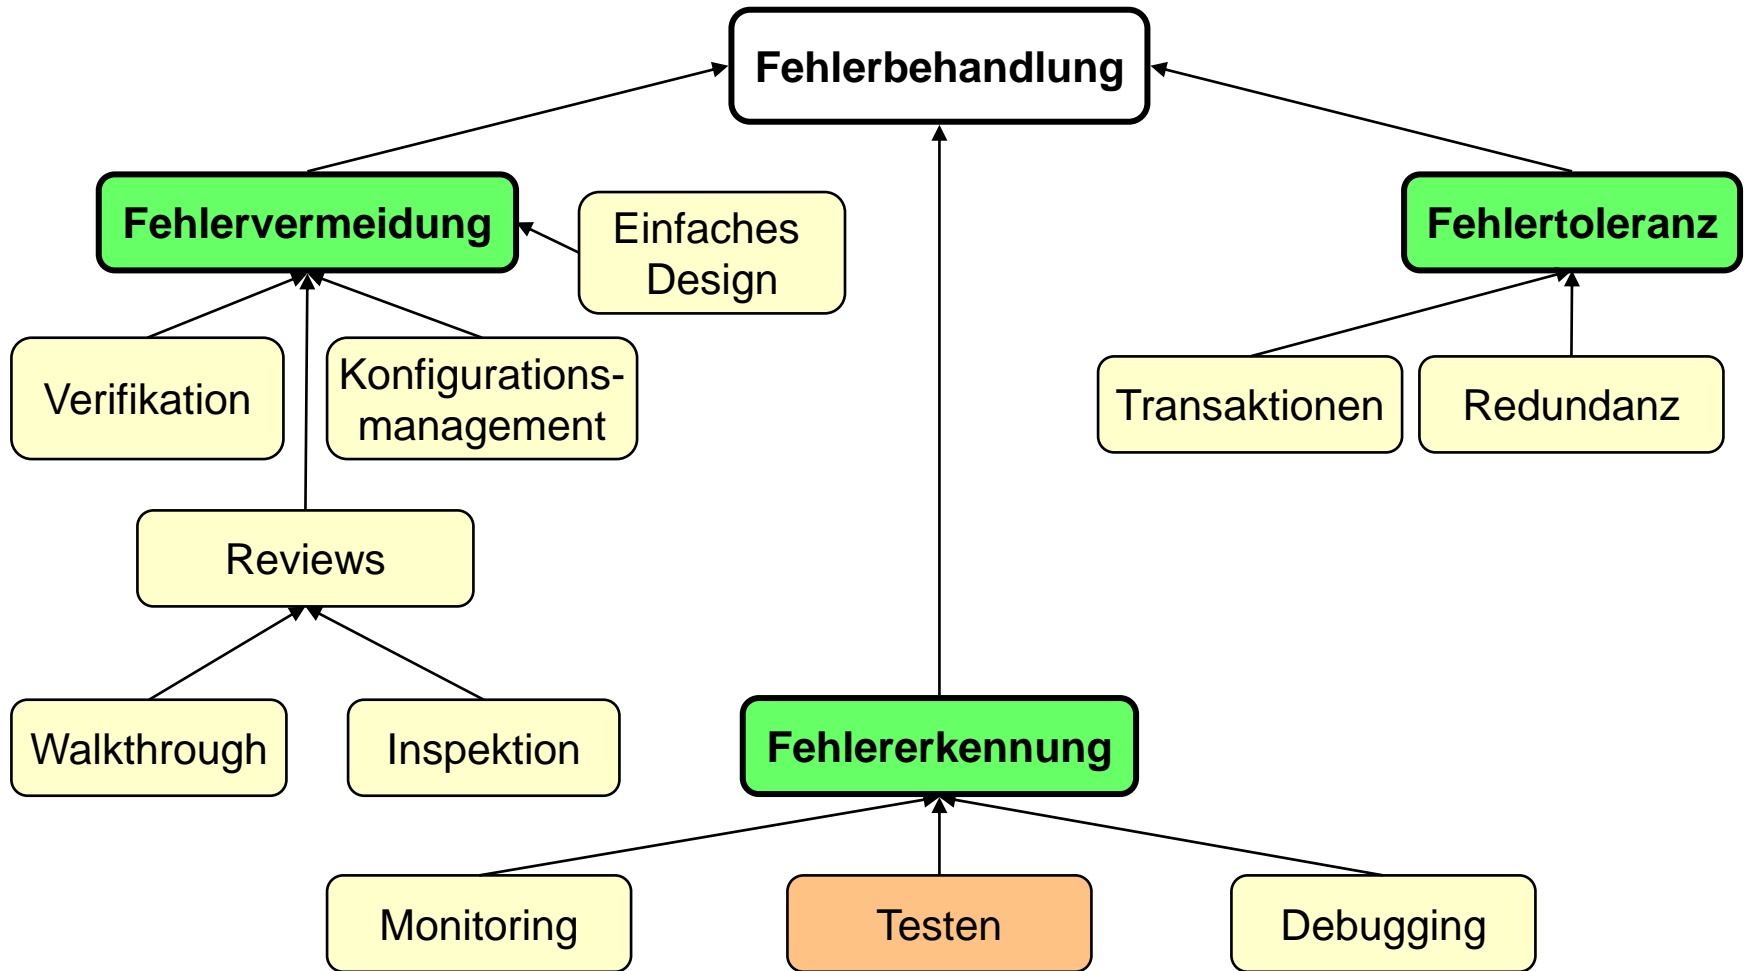 Fehlerbehandlung
Fehlervermeidung
Einfaches
Design
Fehlertoleranz
Verifikation
Konfigurations-
management
Transaktionen
Redundanz
Reviews
Walkthrough
Inspektion
Fehlererkennung
Monitoring
Testen
Debugging